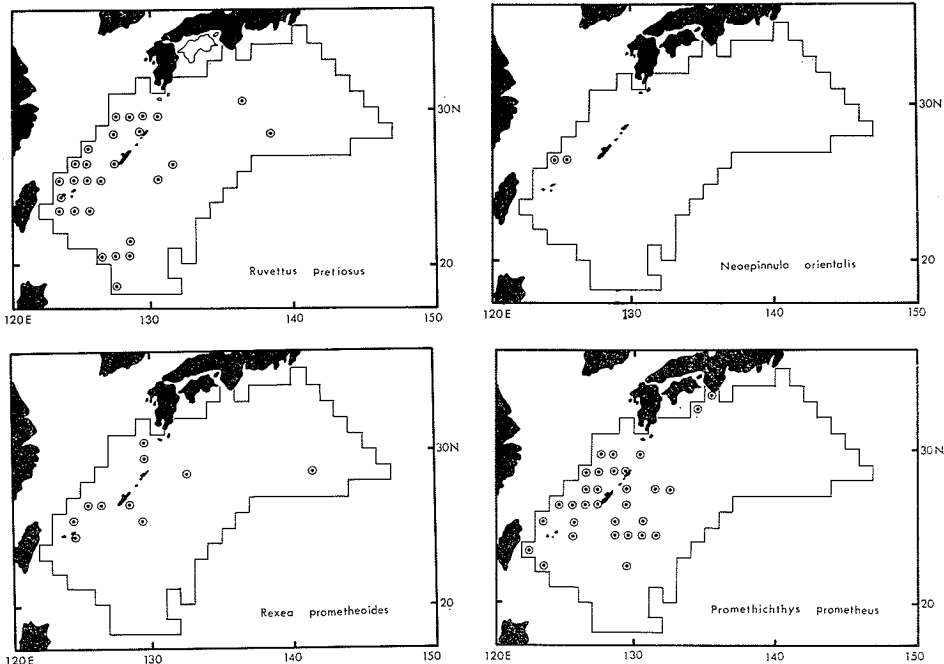 30N
Ruvettus pretiosus
20
120E 130 140 150
30N
Neoepinnula orientalis
20
120E 130 140 150
30N
Rexea prometheoides
20
120E 130 140 150
30N
Promethichthys prometheus
20
120E 130 140 150